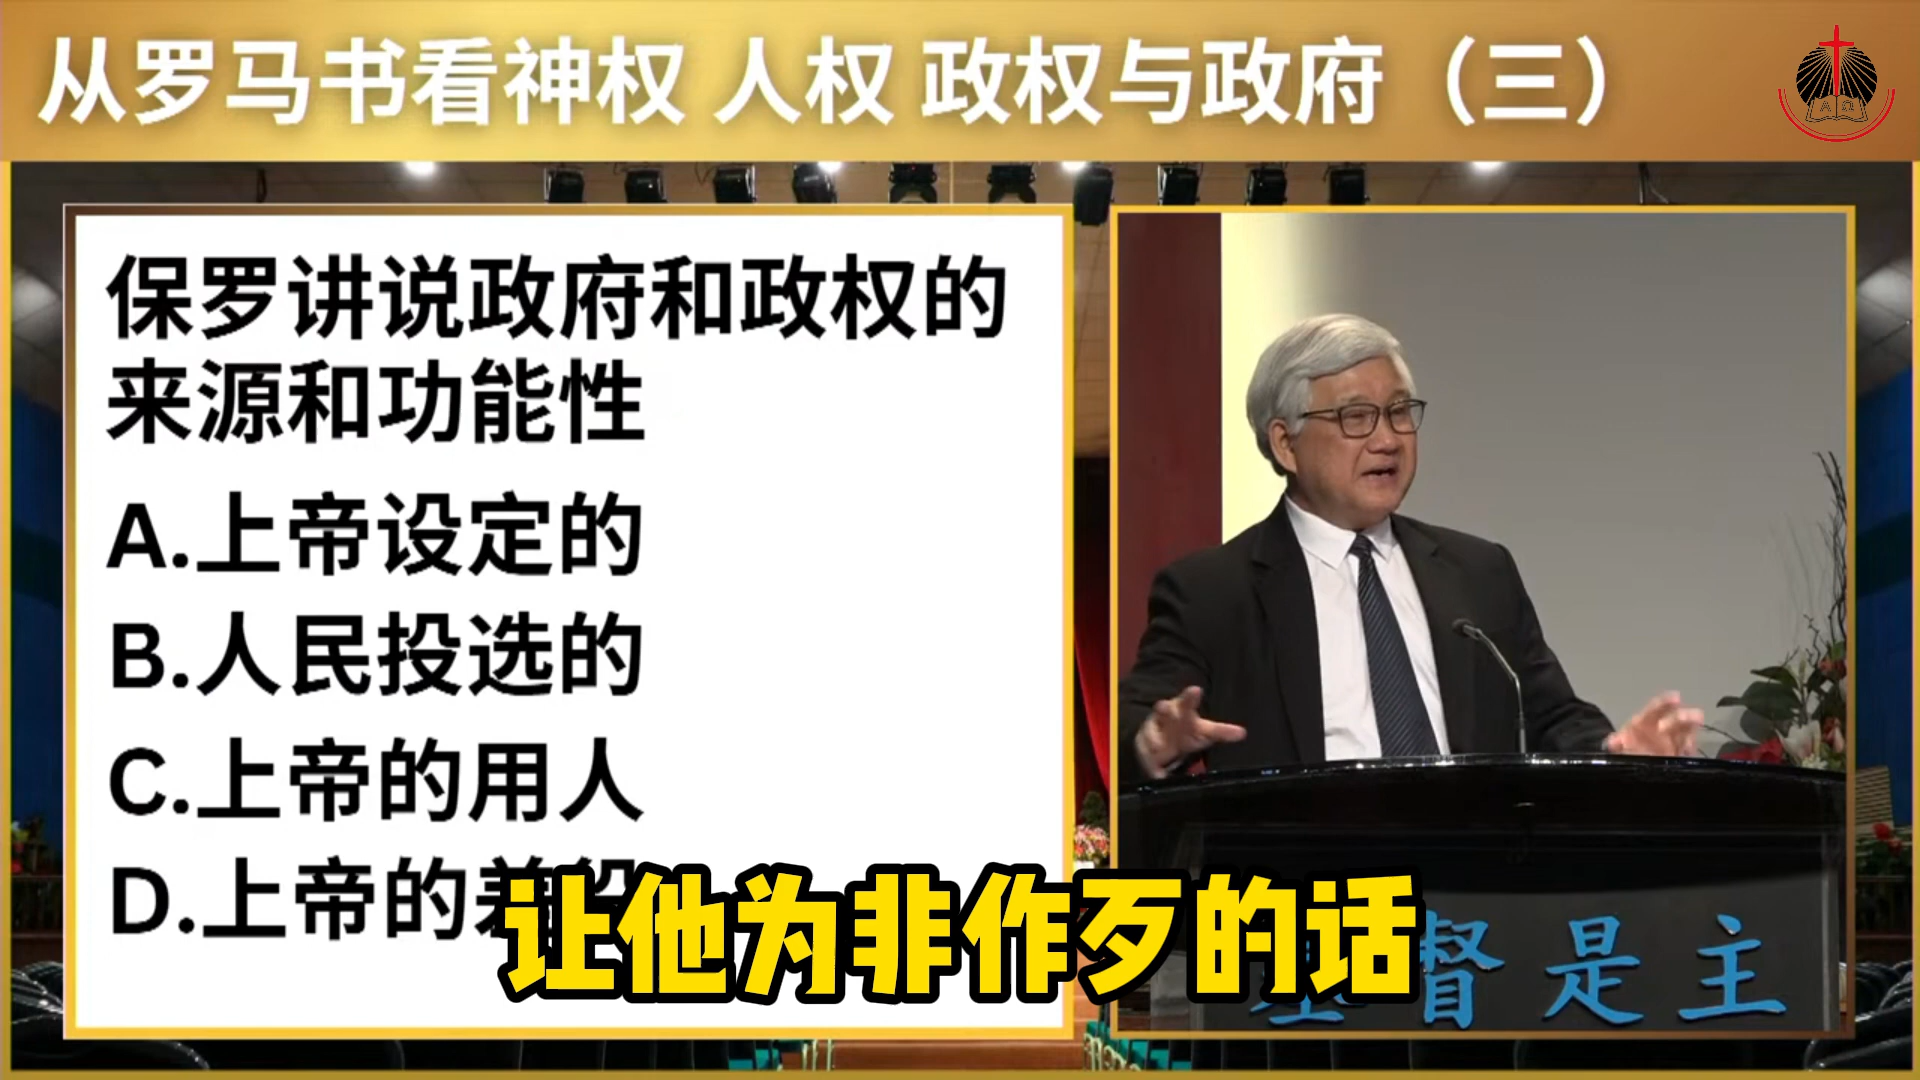 从罗马书看神权 人权 政权与政府（三）
保罗讲说政府和政权的
来源和功能性
A.上帝设定的
B.人民投选的
C.上帝的用人
D.上帝的差役
让他为非作歹的话
督是主